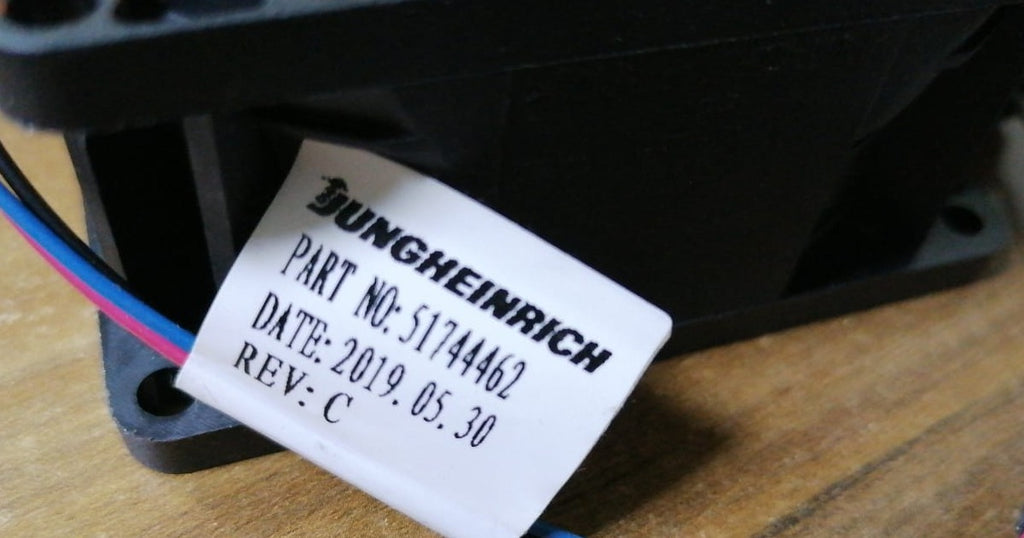 JUNGHEINRICH
PART NO: 51744462
DATE: 2019.05.30
REV: C